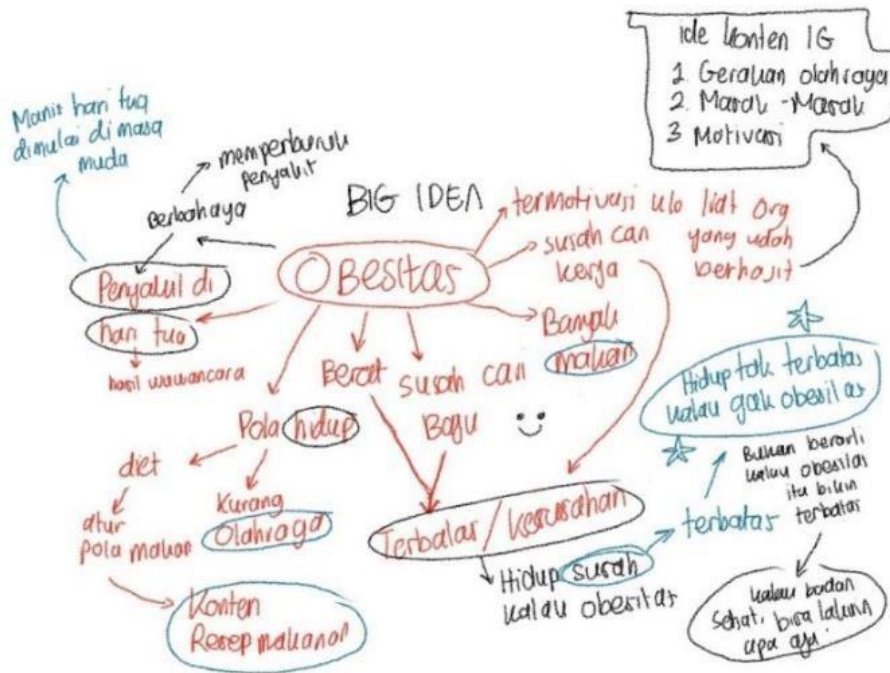 ide konten IG
1. Gerakan olahraga
2. Masak-Masak
3 Motivasi
Manis hari tua
dimulai di masa
muda
memperburuk
penyakit
Berbahaya
BIG IDEA
OBesitas
termotivasi klo liat org
yang udah
berhasil
susah cari
kerja
Banyak
makan
Penyakit di
hari tua
hasil wawancara
Berat
susah cari
Baju
Pola hidup
diet
atur
pola makan
Kurang
Olahraga
Konten
Resep makanan
Terbatas/kesusahan
Hidup susah
kalau obesitas
terbatas
Hidup tak terbatas
kalau gak obesitas
Bukan berarti
kalau obesitas
itu bikin
terbatas
kalau badan
sehat, bisa lakuin
apa aja.